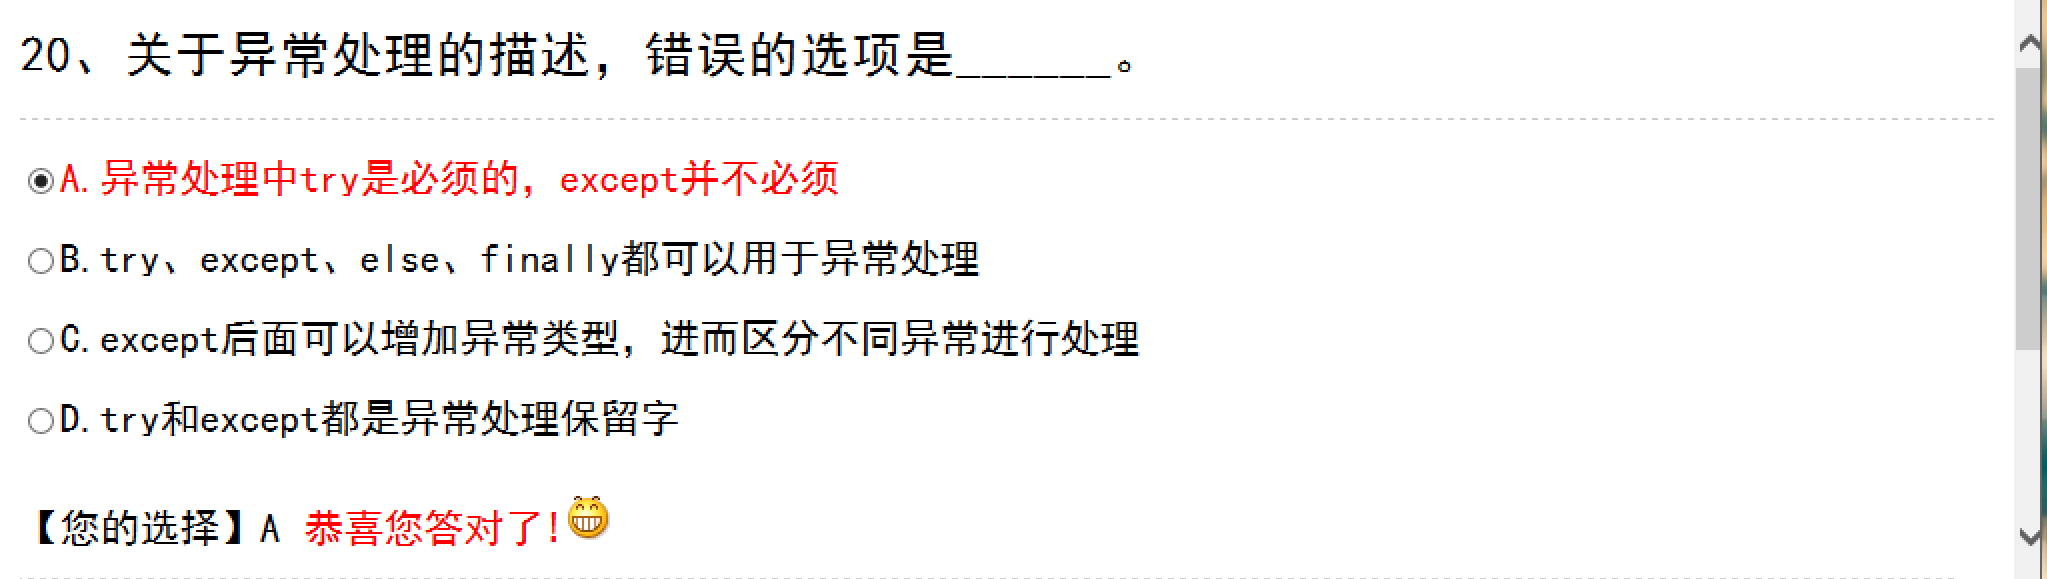 20、关于异常处理的描述，错误的选项是______。
A.异常处理中try是必须的，except并不必须
B.try、except、else、finally都可以用于异常处理
C.except后面可以增加异常类型，进而区分不同异常进行处理
D.try和except都是异常处理保留字
【您的选择】A 恭喜您答对了!